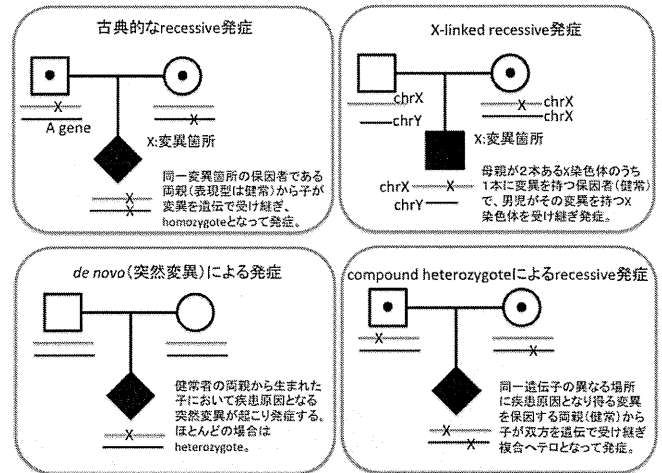 古典的なrecessive発症
X
X
A gene
X:変異箇所
X
X
同一変異箇所の保因者である
両親(表現型は健常)から子が
変異を遺伝で受け継ぎ、
homozygoteとなって発症。
X-linked recessive発症
chrX
chrY
X
chrX
chrX
X:変異箇所
chrX
X
chrY
母親が2本あるX染色体のうち
1本に変異を持つ保因者(健常)
で、男児がその変異を持つX
染色体を受け継ぎ発症。
de novo(突然変異)による発症
X
健常者の両親から生まれた
子において疾患原因となる
突然変異が起こり発症する。
ほとんどの場合は
heterozygote。
compound heterozygoteによるrecessive発症
X
X
X
X
同一遺伝子の異なる場所
に疾患原因となり得る変異
を保因する両親(健常)から
子が双方を遺伝で受け継ぎ
複合ヘテロとなって発症。